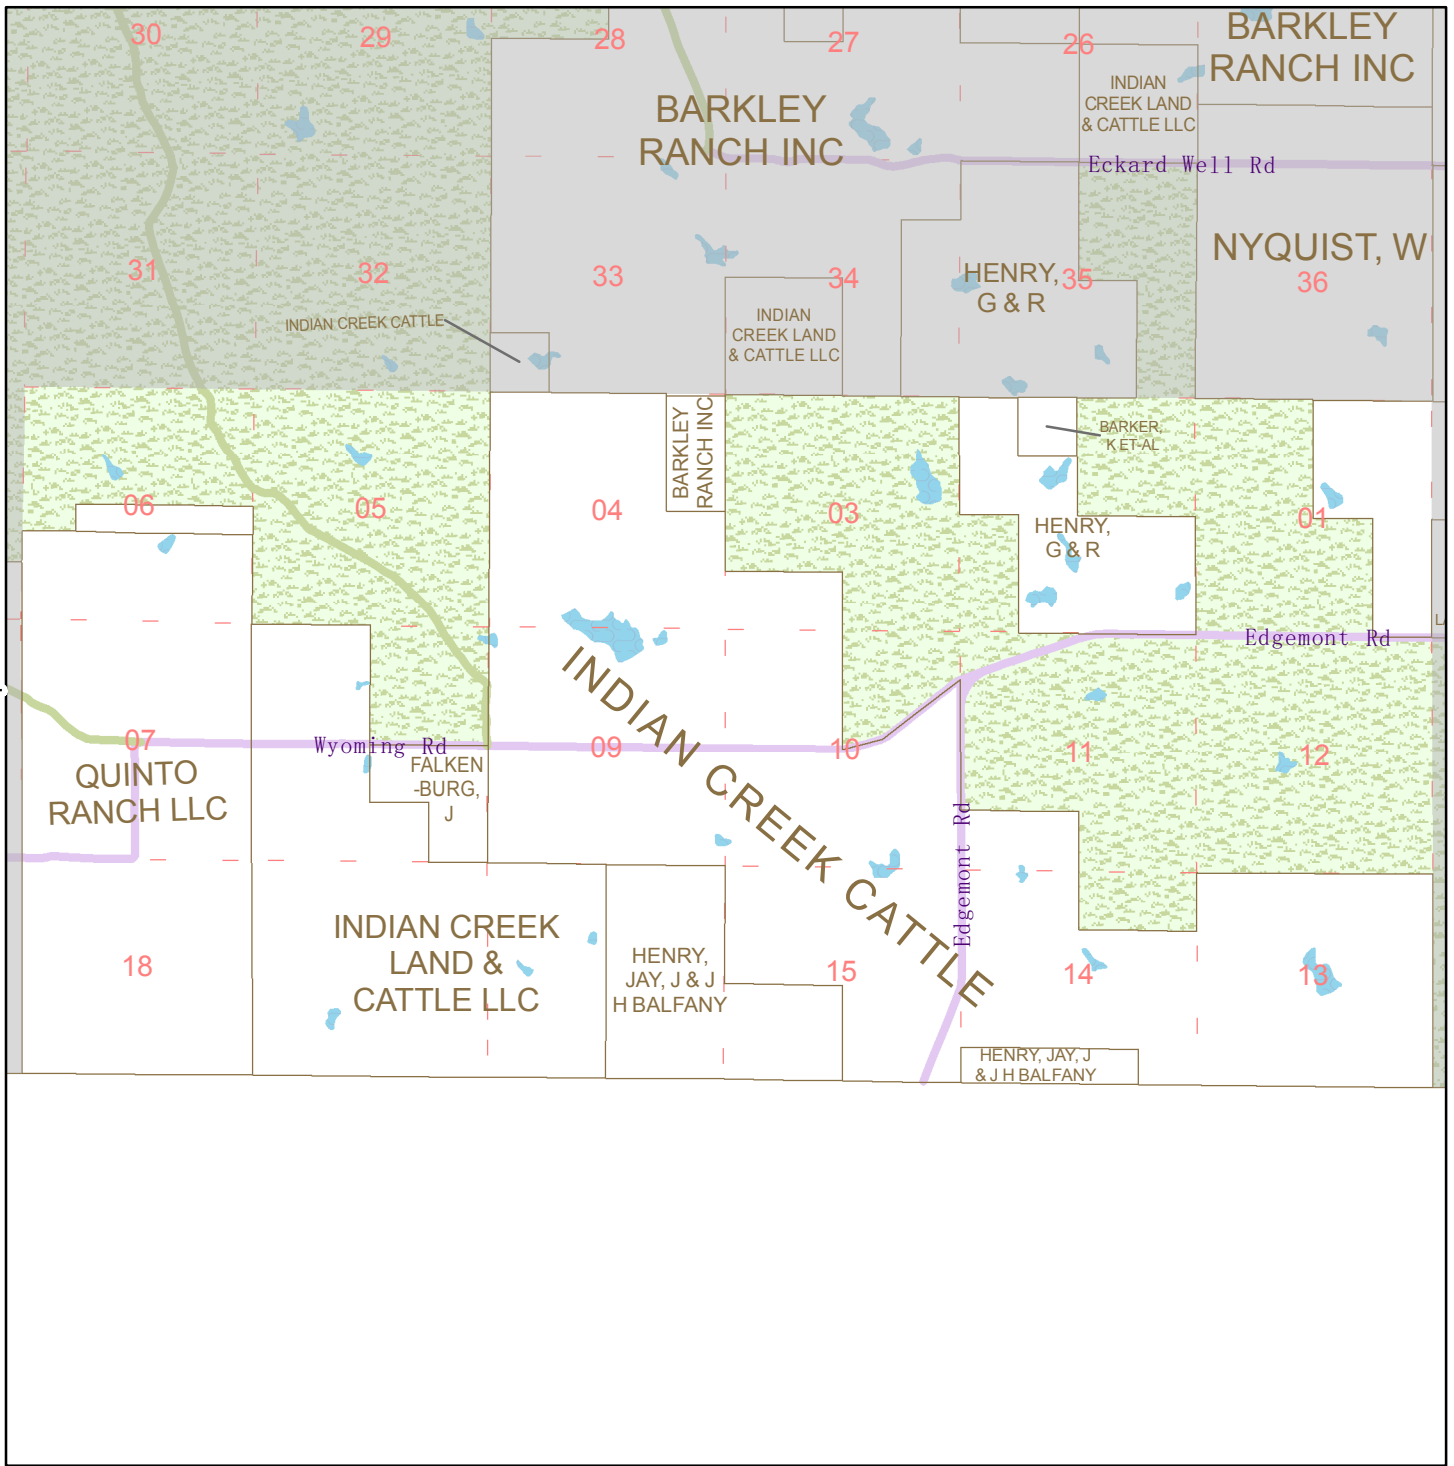 30
29
28
27
26
BARKLEY
RANCH INC
BARKLEY
RANCH INC
INDIAN
CREEK LAND
& CATTLE LLC
Eckard Well Rd
31
32
33
34
35
36
NYQUIST, W
HENRY,
G & R
INDIAN CREEK CATTLE
INDIAN
CREEK LAND
& CATTLE LLC
BARKLEY
RANCH INC
BARKER,
K ET-AL
06
05
04
03
01
HENRY,
G & R
LA
Edgemont Rd
INDIAN CREEK CATTLE
07
Wyoming Rd
09
10
11
12
QUINTO
RANCH LLC
FALKEN
-BURG,
J
Edgemont Rd
18
INDIAN CREEK
LAND &
CATTLE LLC
HENRY,
JAY, J & J
H BALFANY
15
14
13
HENRY, JAY, J
& J H BALFANY